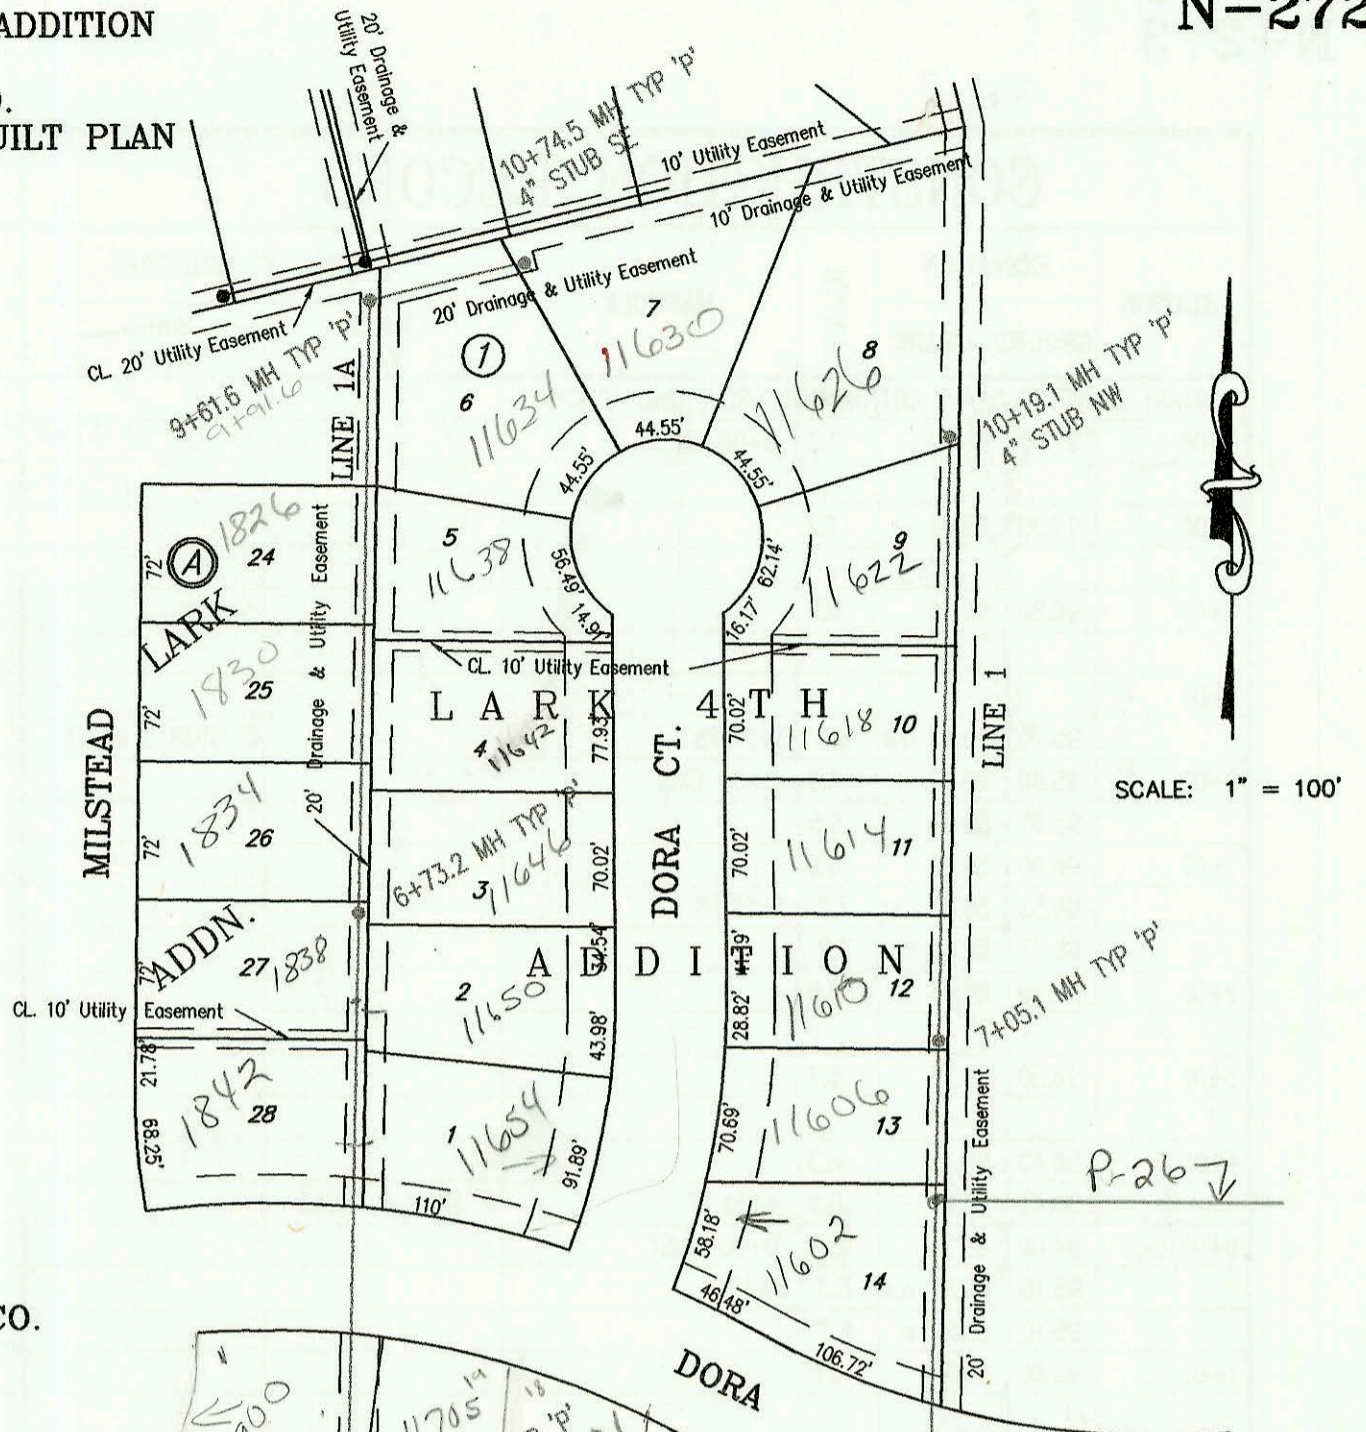 ADDITION
N-272
UILT PLAN
20' Drainage &
Utility Easement
10+74.5 MH TYP 'P'
4" STUB SE
10' Utility Easement
10' Drainage & Utility Easement
20' Drainage & Utility Easement
CL. 20' Utility Easement
9+61.6 MH TYP 'P'
9+91.6
LINE 1A
1
6
11634
7
11630
8
11626
10+19.1 MH TYP 'P'
4" STUB NW
44.55'
44.55'
44.55'
5
11638
56.49'
14.91'
62.14'
16.17'
9
11622
A
1826
24
72'
LARK
1830
25
72'
1834
26
72'
ADDN.
27
1838
72'
MILSTEAD
20' Drainage & Utility Easement
CL. 10' Utility Easement
CL. 10' Utility Easement
21.78'
68.25'
1842
28
LARK 4TH
ADDITION
DORA CT.
4
11642
77.93'
6+73.2 MH TYP 'P'
3
11646
70.02'
34.54'
2
11650
43.98'
1
11654
91.89'
110'
70.02'
11618
10
70.02'
11614
11
28.82'
11610
12
70.69'
11606
13
58.18'
11602
14
46.48'
106.72'
LINE 1
SCALE: 1" = 100'
7+05.1 MH TYP 'P'
20' Drainage & Utility Easement
P-26
CO.
DORA
11705
19
18
'P'